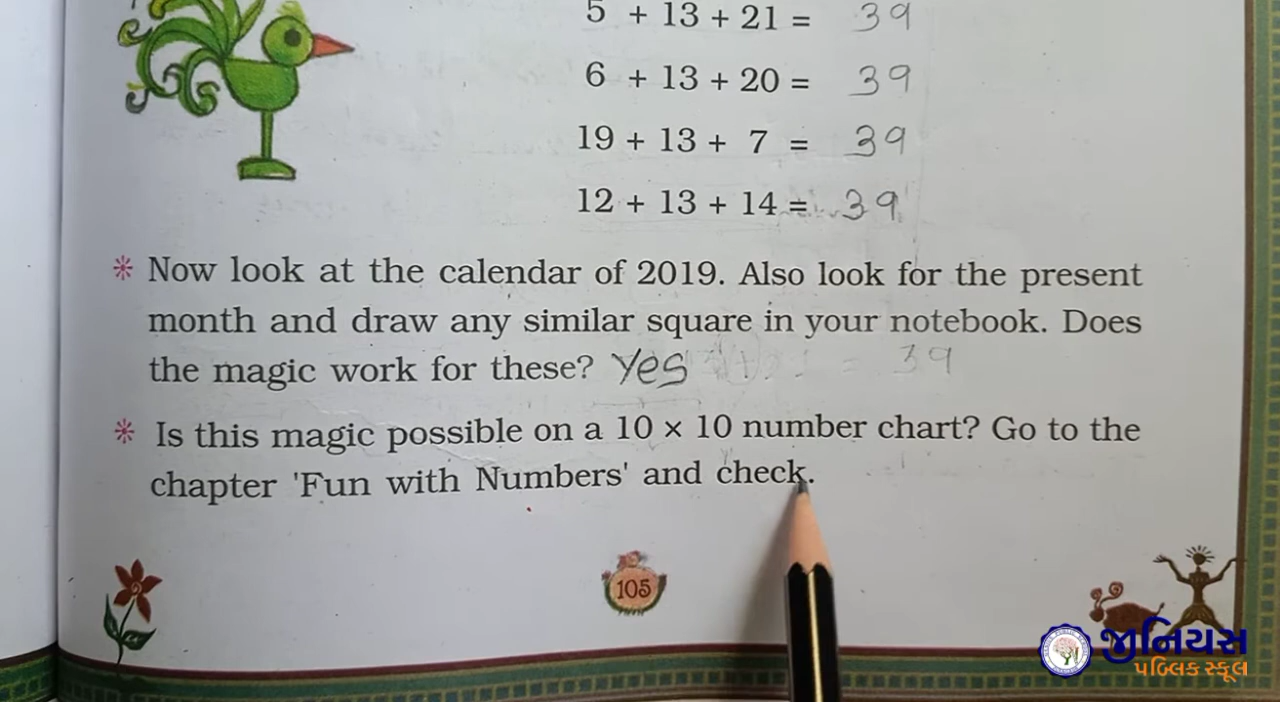 5 + 13 + 21 = 39
6 + 13 + 20 = 39
19 + 13 + 7 = 39
12 + 13 + 14 = 39
Now look at the calendar of 2019. Also look for the present
month and draw any similar square in your notebook. Does
the magic work for these? Yes = 39
Is this magic possible on a 10 × 10 number chart? Go to the
chapter 'Fun with Numbers' and check.
105
જીનિયસ
પબ્લિક સ્કૂલ